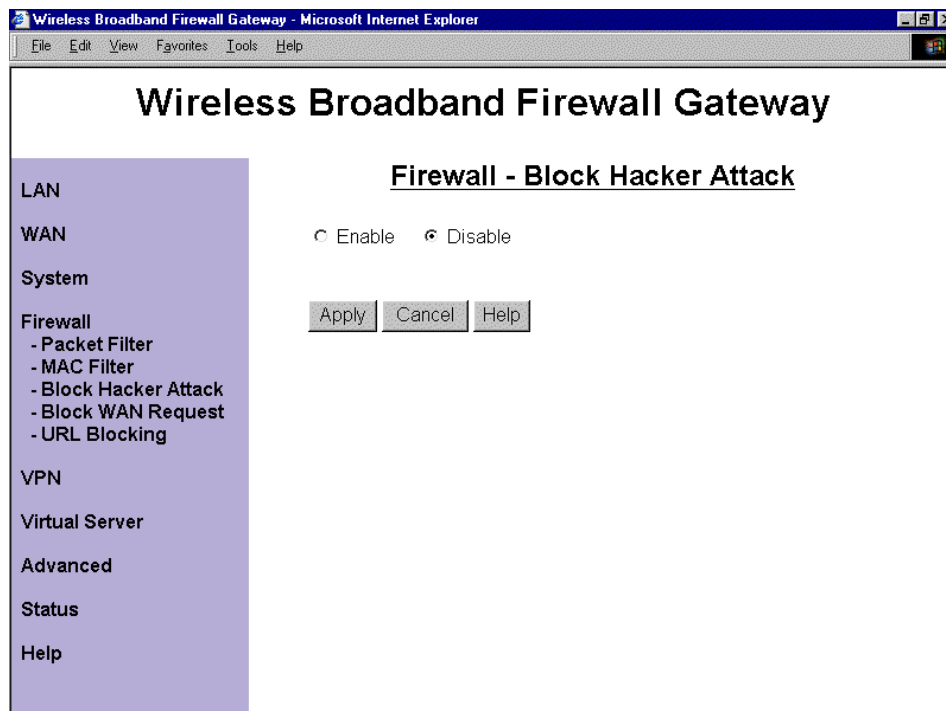 Wireless Broadband Firewall Gateway - Microsoft Internet Explorer
File Edit View Favorites Tools Help
Wireless Broadband Firewall Gateway
LAN
WAN
System
Firewall
- Packet Filter
- MAC Filter
- Block Hacker Attack
- Block WAN Request
- URL Blocking
VPN
Virtual Server
Advanced
Status
Help
Firewall - Block Hacker Attack
Enable Disable
Apply Cancel Help